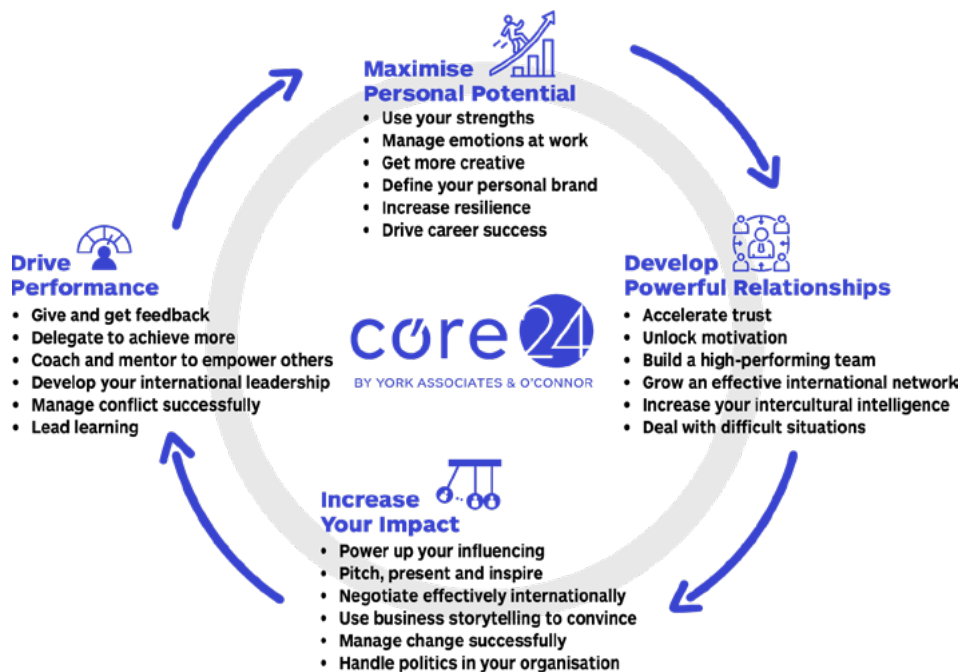 Maximise
Personal Potential
• Use your strengths
• Manage emotions at work
• Get more creative
• Define your personal brand
• Increase resilience
• Drive career success
Develop
Powerful Relationships
• Accelerate trust
• Unlock motivation
• Build a high-performing team
• Grow an effective international network
• Increase your intercultural intelligence
• Deal with difficult situations
Increase
Your Impact
• Power up your influencing
• Pitch, present and inspire
• Negotiate effectively internationally
• Use business storytelling to convince
• Manage change successfully
• Handle politics in your organisation
Drive
Performance
• Give and get feedback
• Delegate to achieve more
• Coach and mentor to empower others
• Develop your international leadership
• Manage conflict successfully
• Lead learning
core 24
BY YORK ASSOCIATES & O'CONNOR